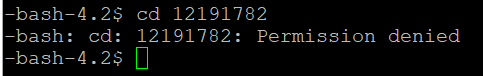 -bash-4.2$ cd 12191782
-bash: cd: 12191782: Permission denied
-bash-4.2$